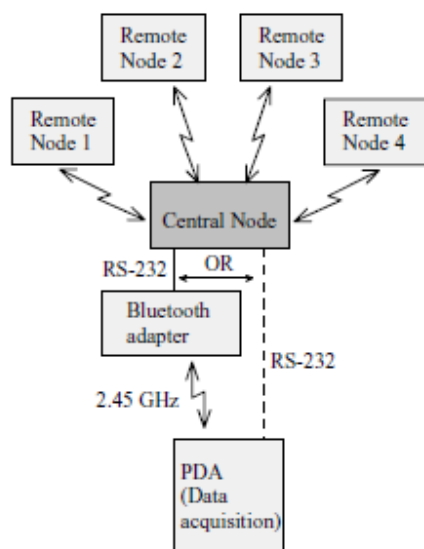 Remote
Node 2
Remote
Node 3
Remote
Node 1
Remote
Node 4
Central Node
RS-232
OR
Bluetooth
adapter
RS-232
2.45 GHz
PDA
(Data
acquisition)